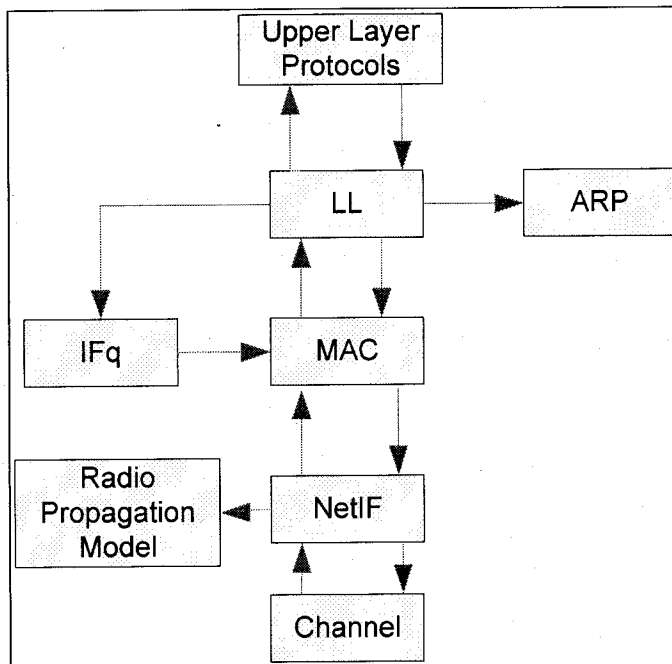 Upper Layer
Protocols
LL
ARP
IFq
MAC
Radio
Propagation
Model
NetIF
Channel